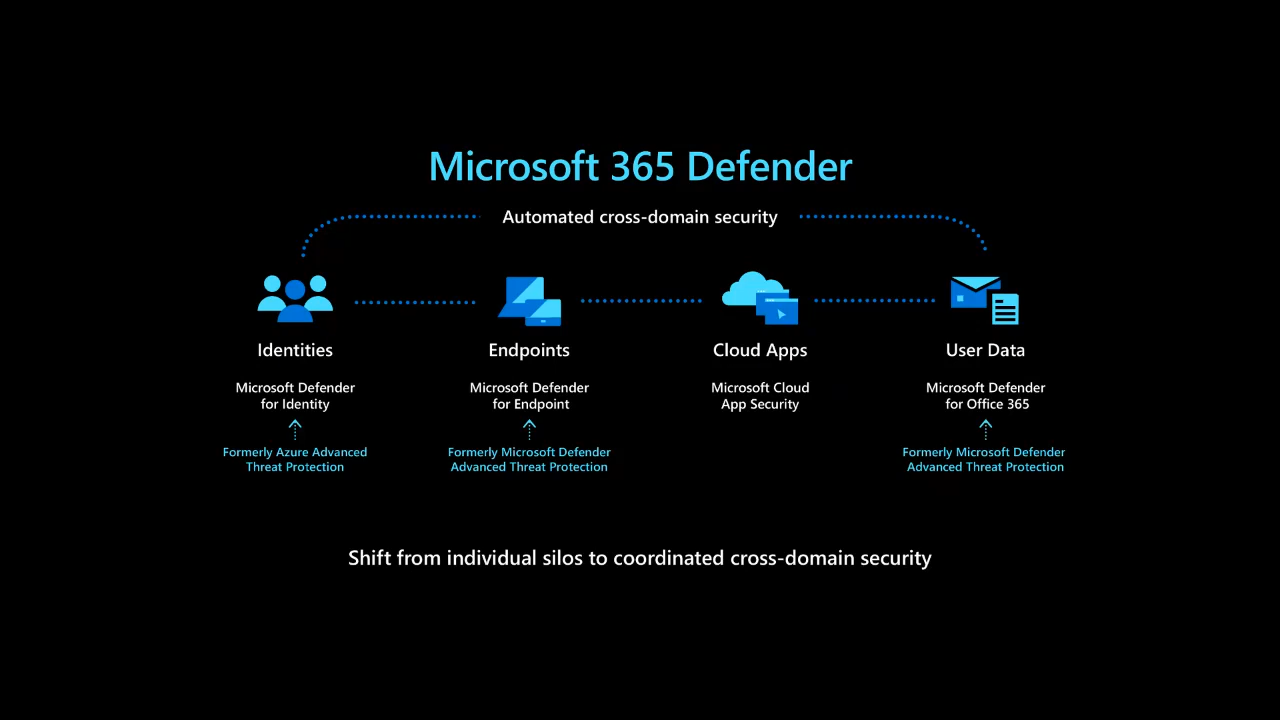 Microsoft 365 Defender
Automated cross-domain security
Identities
Microsoft Defender
for Identity
Formerly Azure Advanced
Threat Protection
Endpoints
Microsoft Defender
for Endpoint
Formerly Microsoft Defender
Advanced Threat Protection
Cloud Apps
Microsoft Cloud
App Security
User Data
Microsoft Defender
for Office 365
Formerly Microsoft Defender
Advanced Threat Protection
Shift from individual silos to coordinated cross-domain security